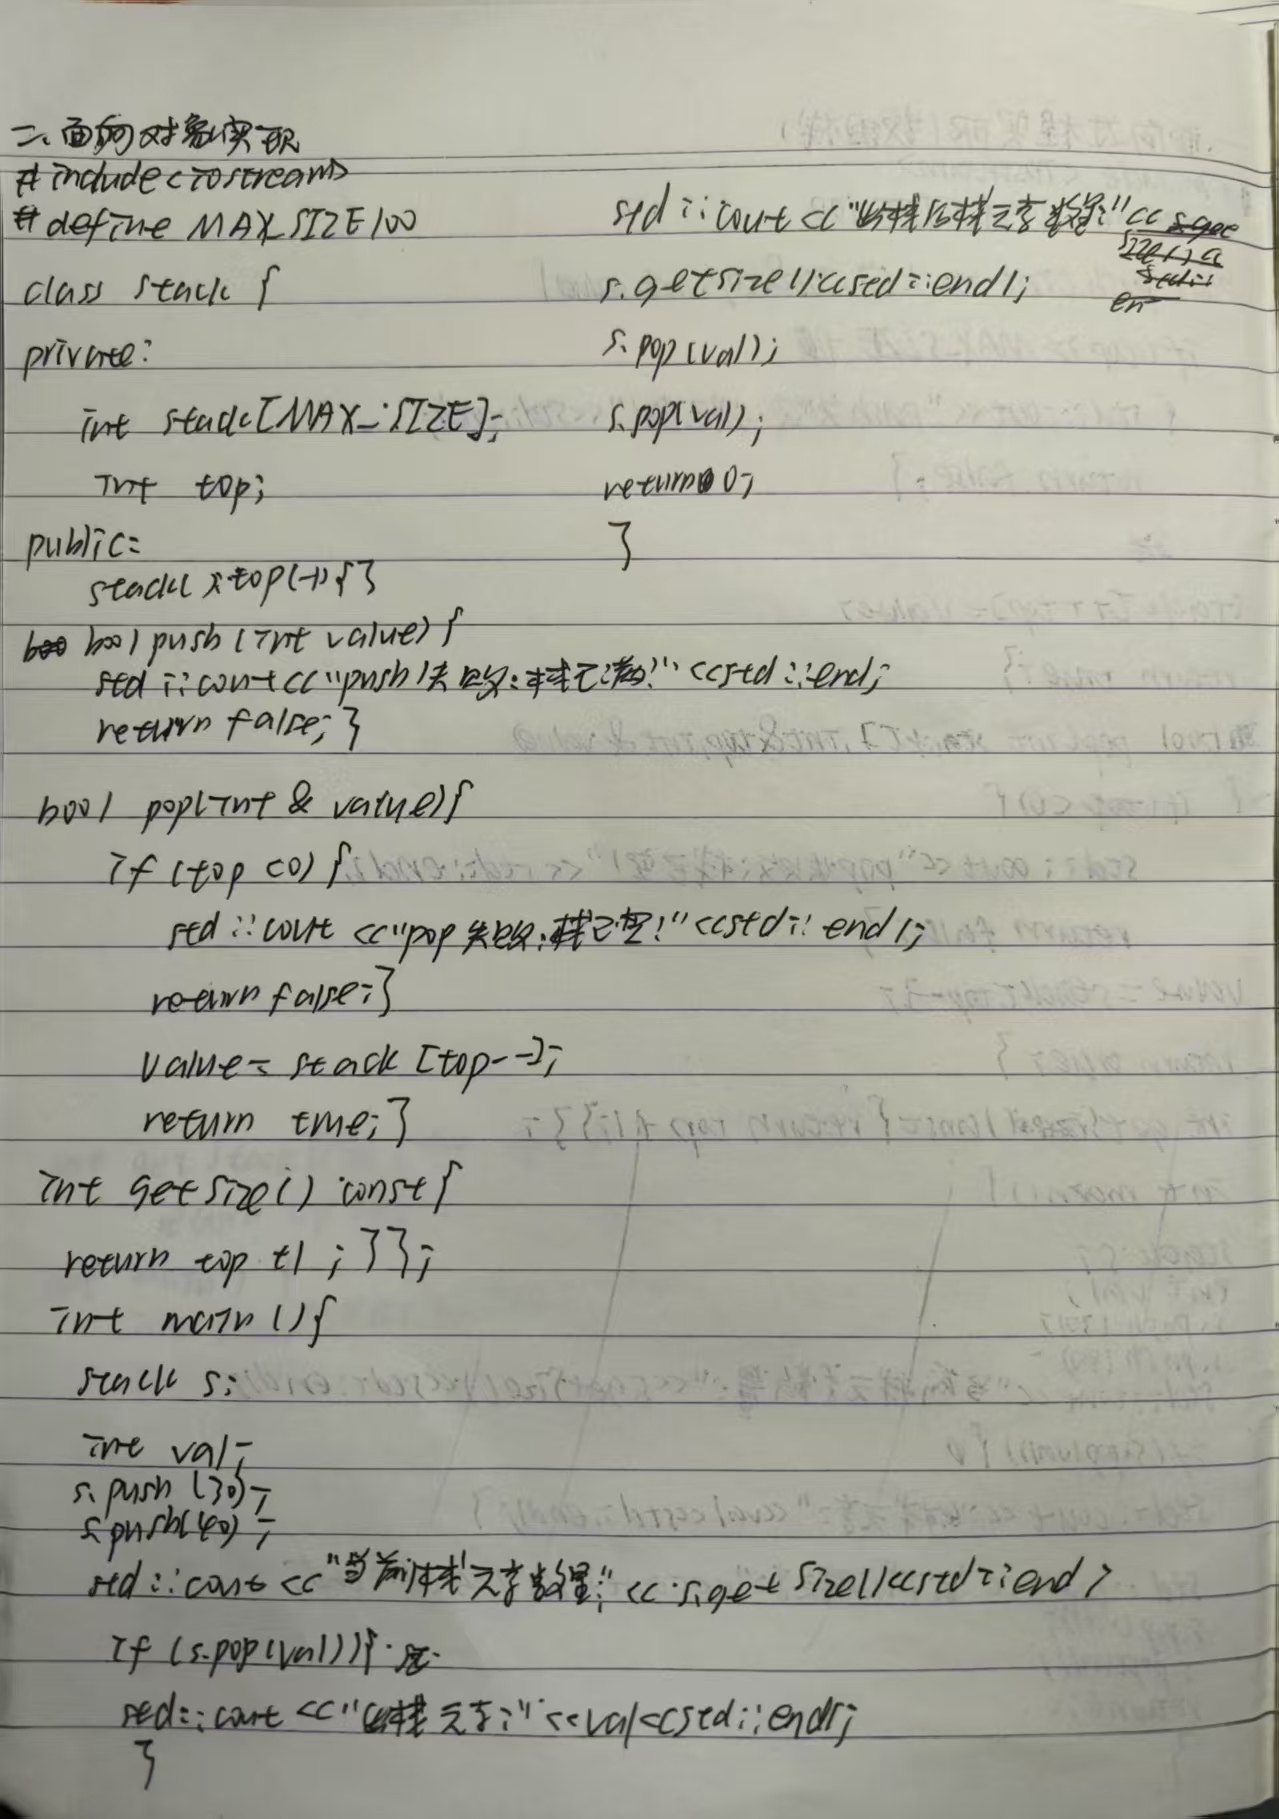 二、面向对象实现
#include<iostream>
#define MAX_SIZE 100
class stack {
private:
int stack[MAX_SIZE];
int top;
public:
stack():top(-1){}
bool push (int value) {
std::cout<<"push失败:栈已满!"<<std::end;
return false;}
bool pop(int & value){
if (top <0) {
std::cout <<"pop失败:栈已空!"<<std::endl;
return false;}
value = stack [top--];
return true;}
int getsize() const{
return top +1;}};
int main (){
stack s;
int val;
s.push (30);
s.push(40);
std::cout <<"当前栈元素数量:"<< s.get size()<<std::endl
if (s.pop(val)){
std::cout <<"出栈元素:"<<val<<std::endl;
}
std::cout <<"出栈后栈元素数量:"<<
s.getsize()<<std::endl;
s.pop(val);
s.pop(val);
return 0;
}